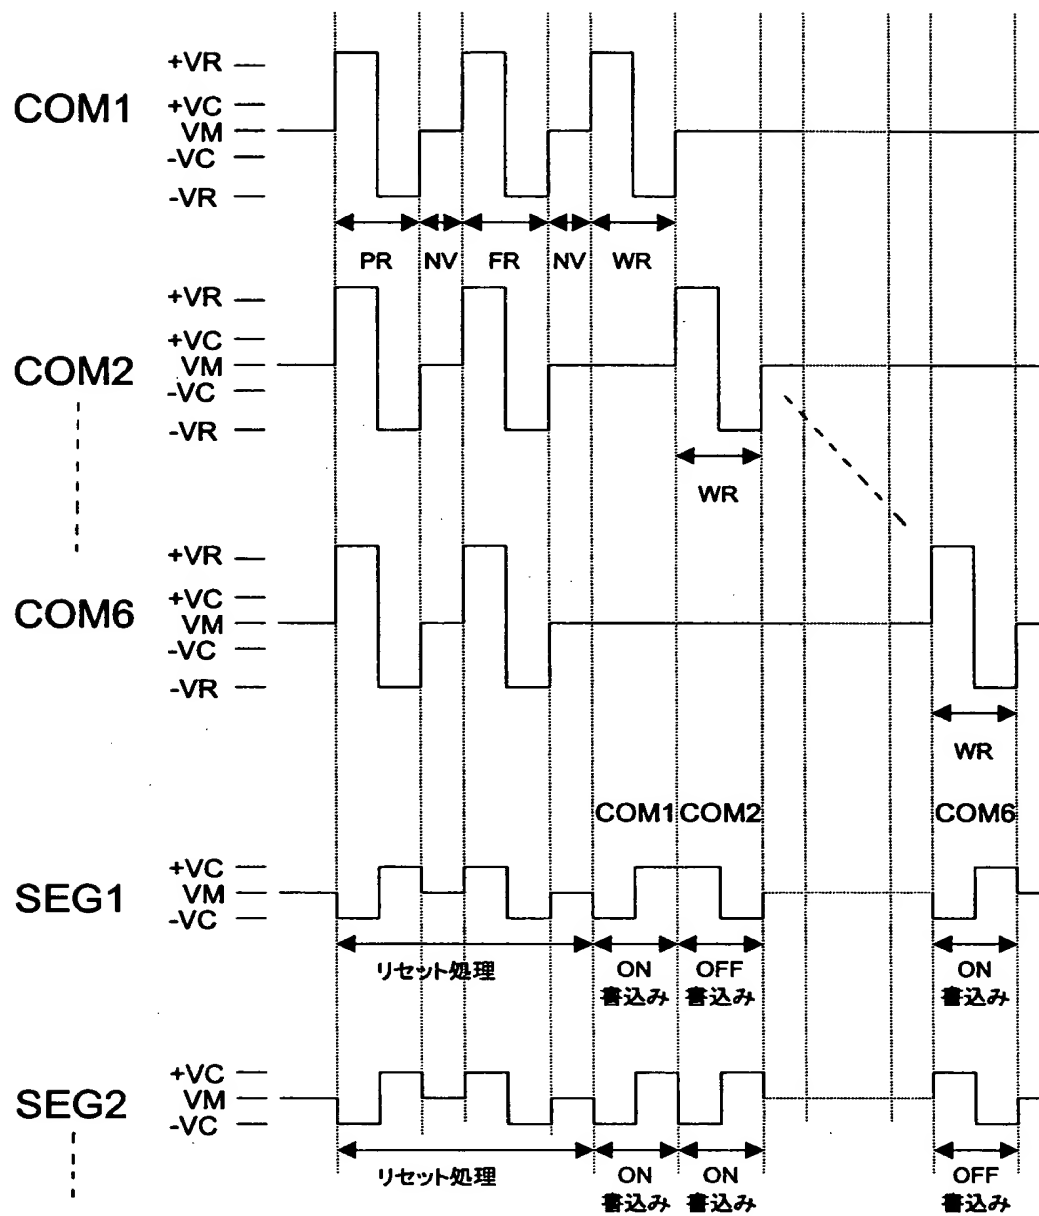 +VR
COM1
+VC
VM
-VC
-VR
PR NV FR NV WR
+VR
COM2
+VC
VM
-VC
-VR
WR
+VR
COM6
+VC
VM
-VC
-VR
WR
COM1 COM2 COM6
SEG1
+VC
VM
-VC
リセット処理 ON OFF ON
書込み 書込み 書込み
SEG2
+VC
VM
-VC
リセット処理 ON ON OFF
書込み 書込み 書込み